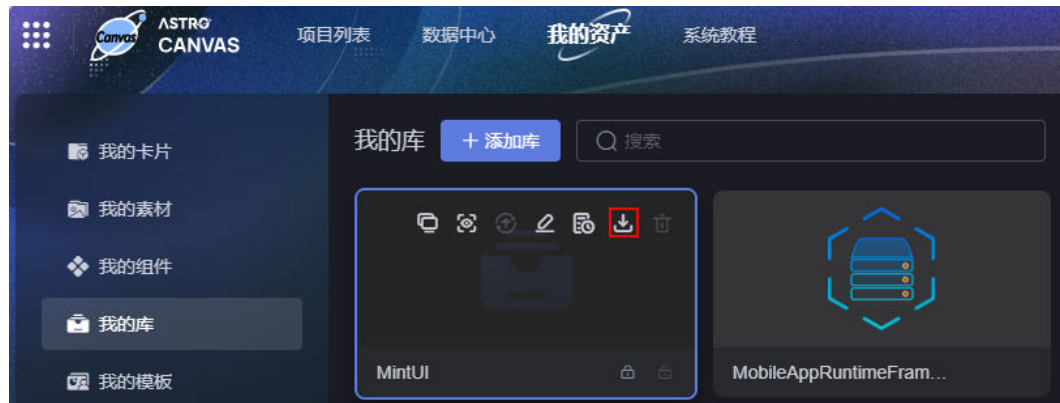 Canvas
ASTRO
CANVAS
项目列表
数据中心
我的资产
系统教程
我的卡片
我的素材
我的组件
我的库
我的模板
我的库
+ 添加库
搜索
MintUI
MobileAppRuntimeFram...